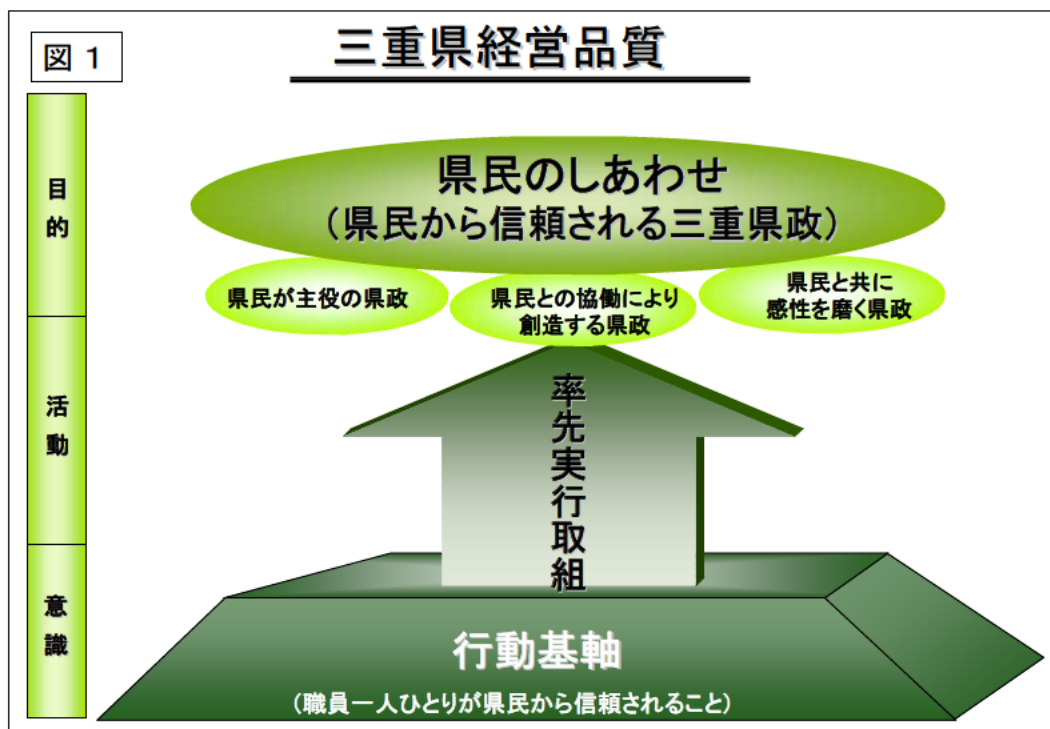 図１
三重県経営品質
目的
活動
意識
県民のしあわせ
（県民から信頼される三重県政）
県民が主役の県政
県民との協働により
創造する県政
県民と共に
感性を磨く県政
率先実行取組
行動基軸
（職員一人ひとりが県民から信頼されること）